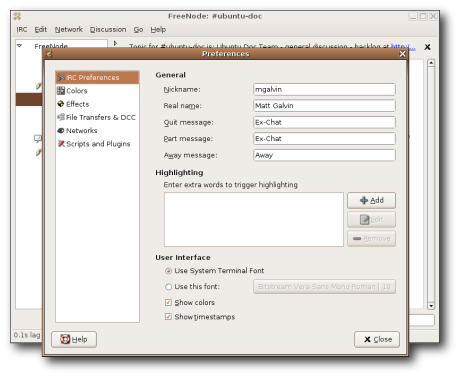 FreeNode: #ubuntu-doc
IRC Edit Network Discussion Go Help
FreeNode
Topic for #ubuntu-doc is: Ubuntu Doc Team - general discussion - backlog at http:/...
Preferences
IRC Preferences
Colors
Effects
File Transfers & DCC
Networks
Scripts and Plugins
General
Nickname: mgalvin
Real name: Matt Galvin
Quit message: Ex-Chat
Part message: Ex-Chat
Away message: Away
Highlighting
Enter extra words to trigger highlighting
Add
Edit
Remove
User Interface
Use System Terminal Font
Use this font: Bitstream Vera Sans Mono Roman 10
Show colors
Show timestamps
0.1s lag
Help
Close